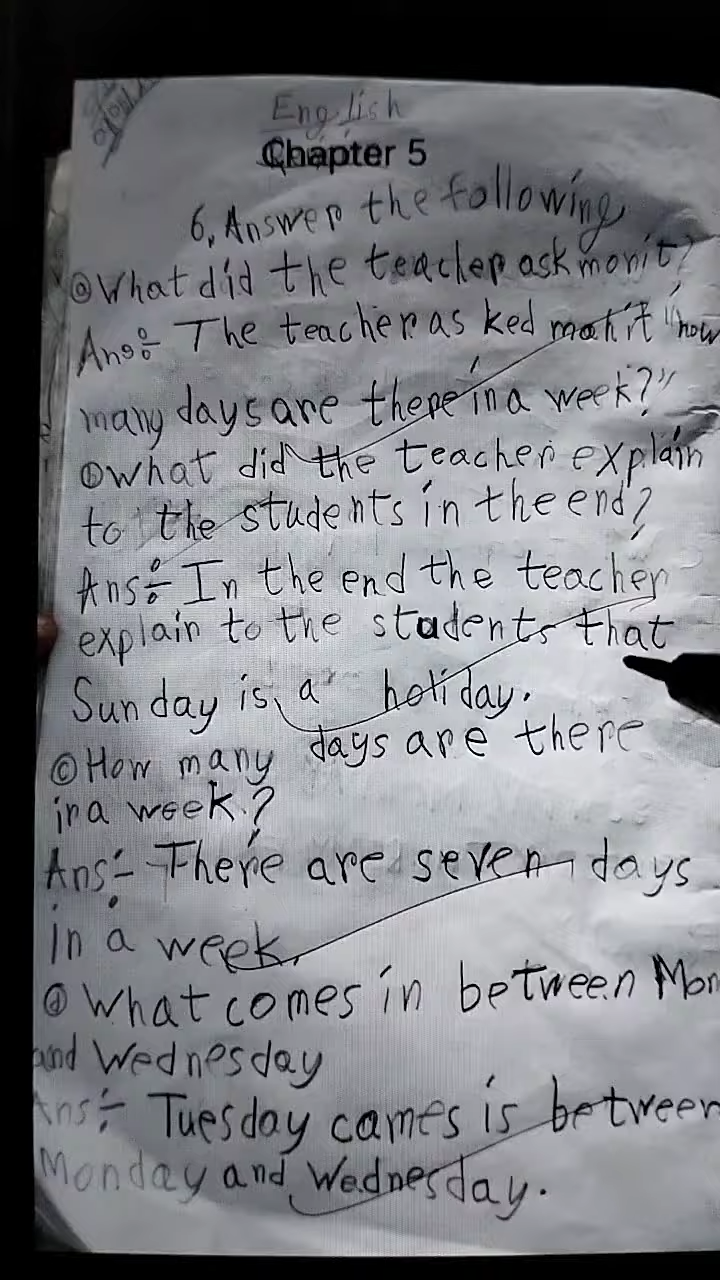 English
Chapter 5
6. Answer the following
ⓐ What did the teacher ask monit?
Ans:- The teacher as ked monit "how
many days are there in a week?"
ⓑ What did the teacher explain
to the students in the end?
Ans:- In the end the teacher
explain to the students that
Sunday is a holiday.
ⓒ How many days are there
in a week?
Ans:- There are seven days
in a week.
ⓓ What comes in between Mon
and Wednesday
Ans:- Tuesday cames is between
Monday and Wednesday.